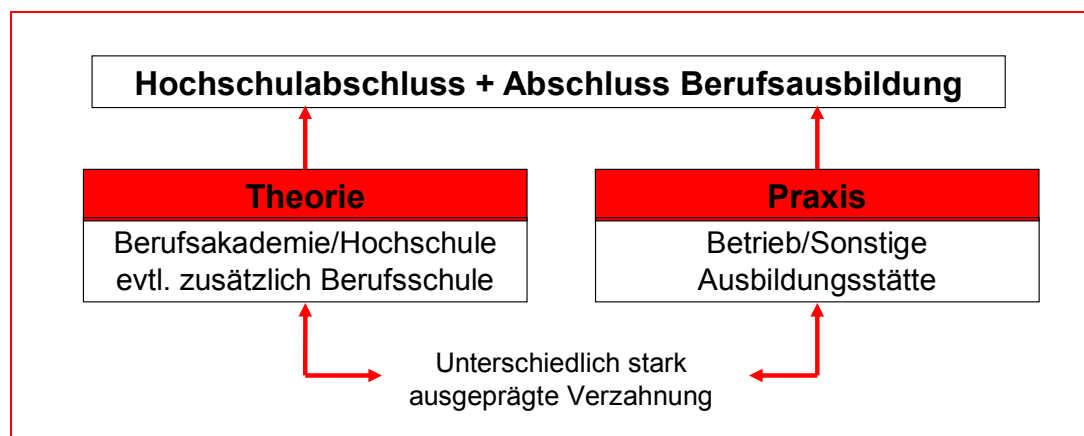 Hochschulabschluss + Abschluss Berufsausbildung
Theorie
Berufsakademie/Hochschule
evtl. zusätzlich Berufsschule
Praxis
Betrieb/Sonstige
Ausbildungsstätte
Unterschiedlich stark
ausgeprägte Verzahnung